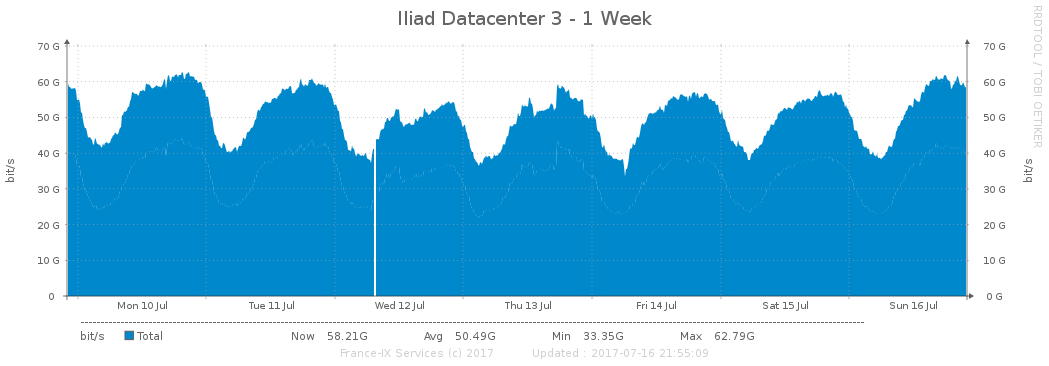 Iliad Datacenter 3 - 1 Week
RRDTOOL / TOBI OETIKER
70 G 70 G
60 G 60 G
50 G 50 G
40 G 40 G
30 G 30 G
20 G 20 G
10 G 10 G
0 0 G
bit/s bit/s
Mon 10 Jul Tue 11 Jul Wed 12 Jul Thu 13 Jul Fri 14 Jul Sat 15 Jul Sun 16 Jul
bit/s Total Now 58.21G Avg 50.49G Min 33.35G Max 62.79G
France-IX Services (c) 2017 Updated : 2017-07-16 21:55:09